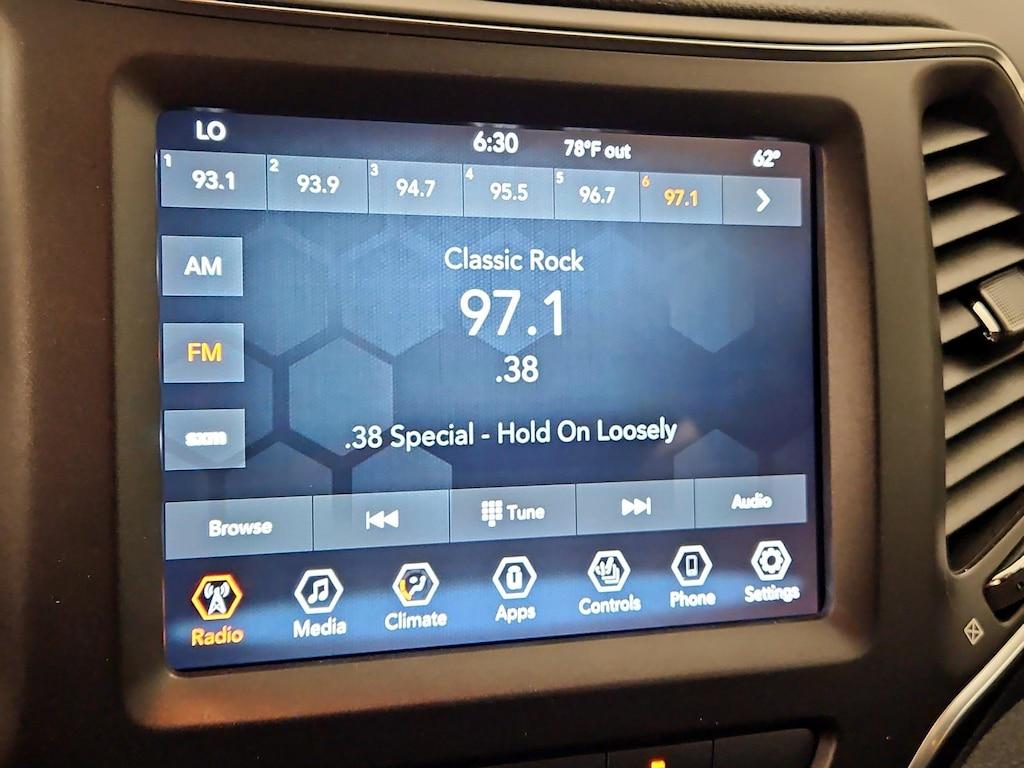 LO 6:30 78°F out 62°
1 93.1 2 93.9 3 94.7 4 95.5 5 96.7 6 97.1
AM
FM
sxm
Classic Rock
97.1
.38
.38 Special - Hold On Loosely
Browse Tune Audio
Radio Media Climate Apps Controls Phone Settings